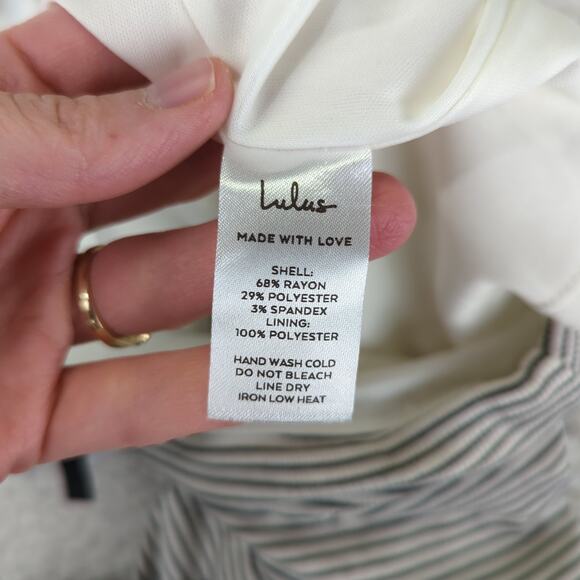 Lulus
MADE WITH LOVE
SHELL:
68% RAYON
29% POLYESTER
3% SPANDEX
LINING:
100% POLYESTER
HAND WASH COLD
DO NOT BLEACH
LINE DRY
IRON LOW HEAT